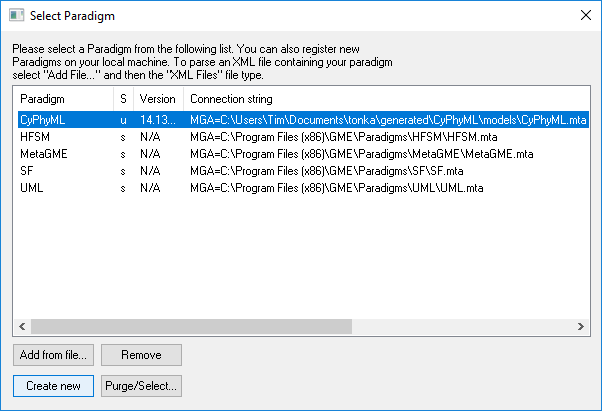 Select Paradigm
Please select a Paradigm from the following list. You can also register new
Paradigms on your local machine. To parse an XML file containing your paradigm
select "Add File..." and then the "XML Files" file type.
Paradigm S Version Connection string
CyPhyML u 14.13... MGA=C:\Users\Tim\Documents\tonka\generated\CyPhyML\models\CyPhyML.mta
HFSM s N/A MGA=C:\Program Files (x86)\GME\Paradigms\HFSM\HFSM.mta
MetaGME s N/A MGA=C:\Program Files (x86)\GME\Paradigms\MetaGME\MetaGME.mta
SF s N/A MGA=C:\Program Files (x86)\GME\Paradigms\SF\SF.mta
UML s N/A MGA=C:\Program Files (x86)\GME\Paradigms\UML\UML.mta
Add from file... Remove
Create new Purge/Select...